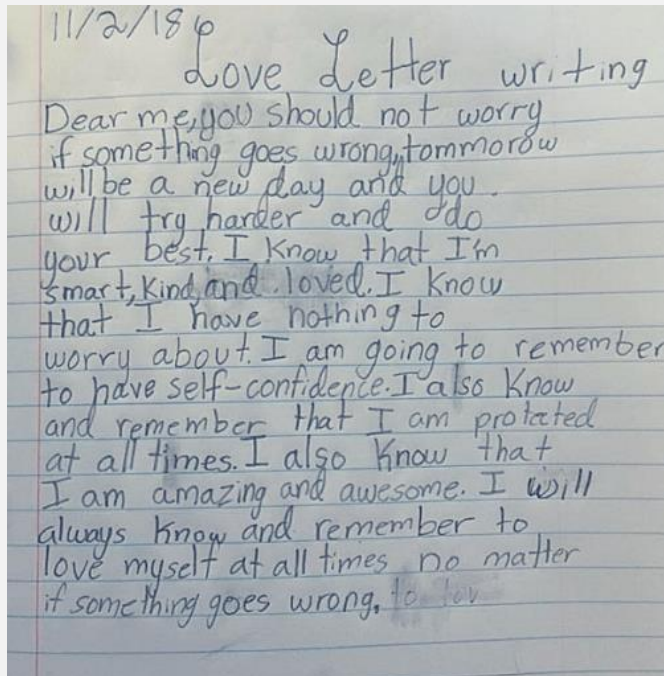 11/2/18
Love Letter writing
Dear me, you should not worry
if something goes wrong, tommorow
will be a new day and you
will try harder and do
your best. I know that I'm
smart, kind, and loved. I know
that I have nothing to
worry about. I am going to remember
to have self-confidence. I also know
and remember that I am protected
at all times. I also know that
I am amazing and awesome. I will
always know and remember to
love myself at all times no matter
if something goes wrong.